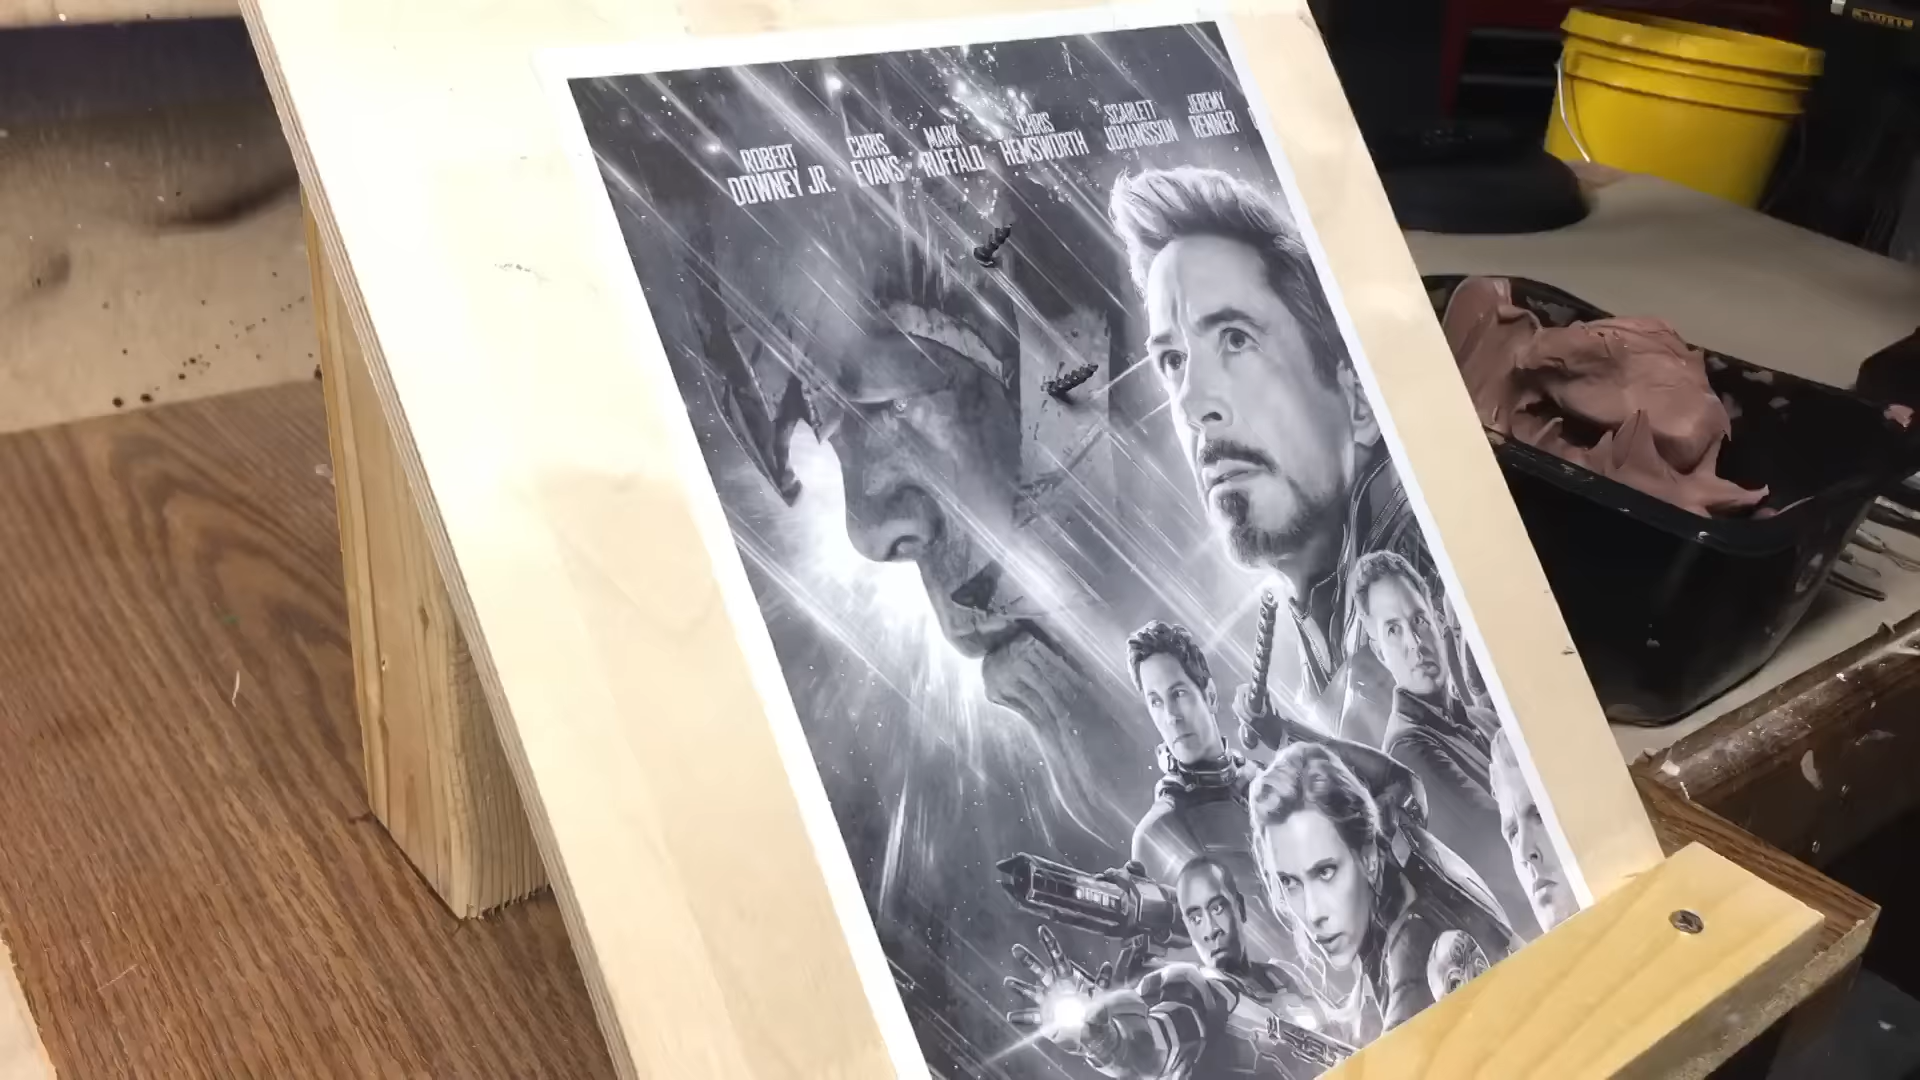 ROBERT
DOWNEY JR.
CHRIS
EVANS
MARK
RUFFALO
CHRIS
HEMSWORTH
SCARLETT
JOHANSSON
JEREMY
RENNER